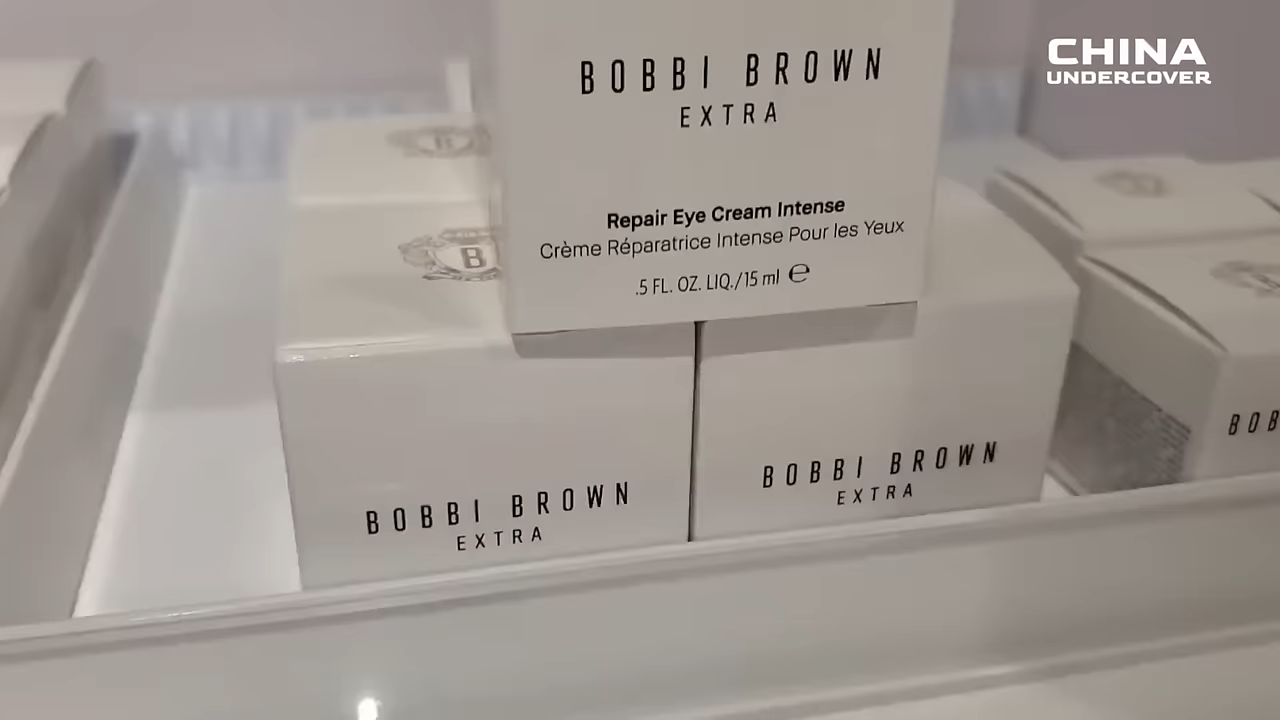 CHINA
UNDERCOVER
BOBBI BROWN
EXTRA
Repair Eye Cream Intense
Crème Réparatrice Intense Pour les Yeux
.5 FL. OZ. LIQ./15 ml ℮
B
B
BOBBI BROWN
EXTRA
BOBBI BROWN
EXTRA
BOB